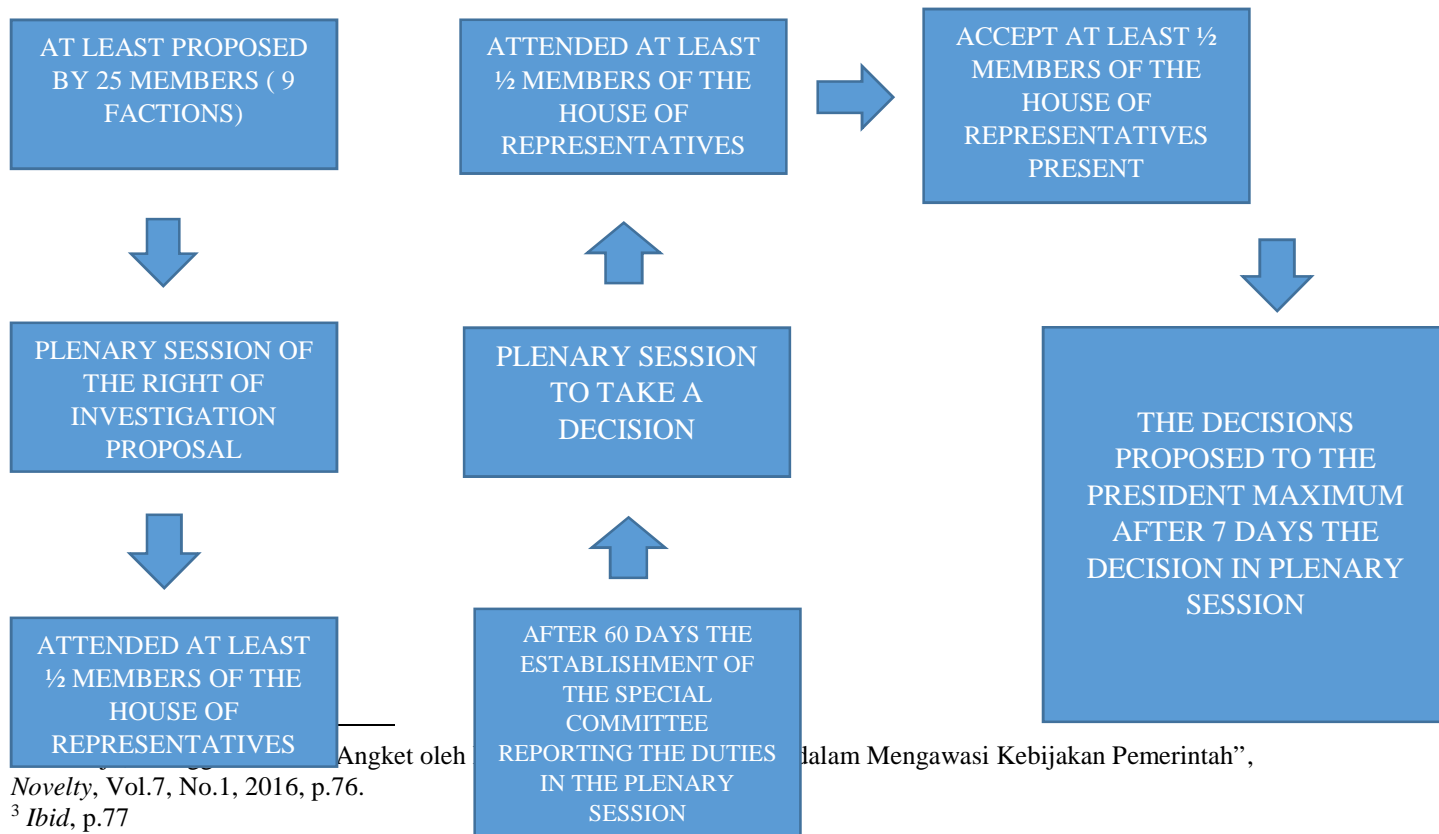 AT LEAST PROPOSED
BY 25 MEMBERS ( 9
FACTIONS)
PLENARY SESSION OF
THE RIGHT OF
INVESTIGATION
PROPOSAL
ATTENDED AT LEAST
½ MEMBERS OF THE
HOUSE OF
REPRESENTATIVES
AFTER 60 DAYS THE
ESTABLISHMENT OF
THE SPECIAL
COMMITTEE
REPORTING THE DUTIES
IN THE PLENARY
SESSION
PLENARY SESSION
TO TAKE A
DECISION
ATTENDED AT LEAST
½ MEMBERS OF THE
HOUSE OF
REPRESENTATIVES
ACCEPT AT LEAST ½
MEMBERS OF THE
HOUSE OF
REPRESENTATIVES
PRESENT
THE DECISIONS
PROPOSED TO THE
PRESIDENT MAXIMUM
AFTER 7 DAYS THE
DECISION IN PLENARY
SESSION
Angket oleh dalam Mengawasi Kebijakan Pemerintah”,
Novelty, Vol.7, No.1, 2016, p.76.
³ Ibid, p.77